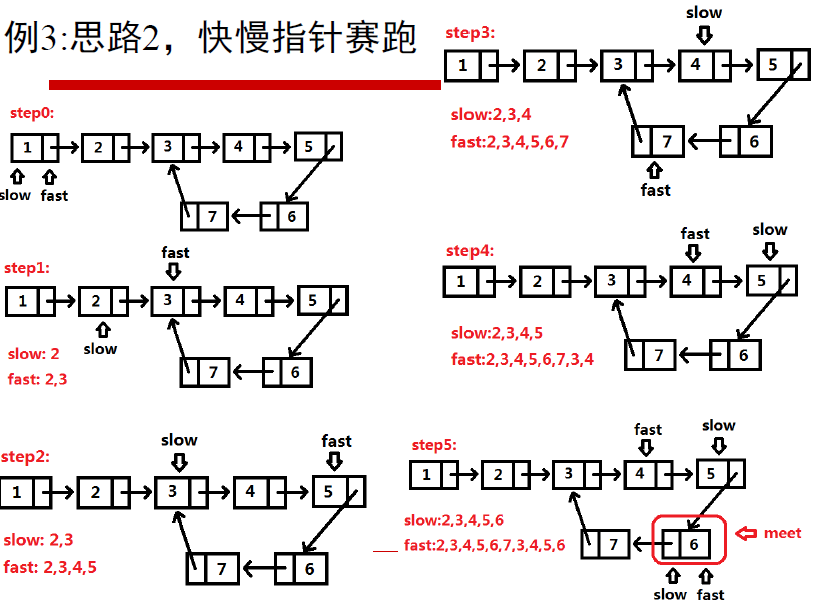 例3:思路2，快慢指针赛跑
step0:
1 2 3 4 5
7 6
slow fast
step1:
fast
1 2 3 4 5
slow
7 6
slow: 2
fast: 2,3
step2:
slow fast
1 2 3 4 5
7 6
slow: 2,3
fast: 2,3,4,5
step3:
slow
1 2 3 4 5
7 6
fast
slow:2,3,4
fast:2,3,4,5,6,7
step4:
fast slow
1 2 3 4 5
7 6
slow:2,3,4,5
fast:2,3,4,5,6,7,3,4
step5:
fast slow
1 2 3 4 5
7 6
meet
slow fast
slow:2,3,4,5,6
fast:2,3,4,5,6,7,3,4,5,6